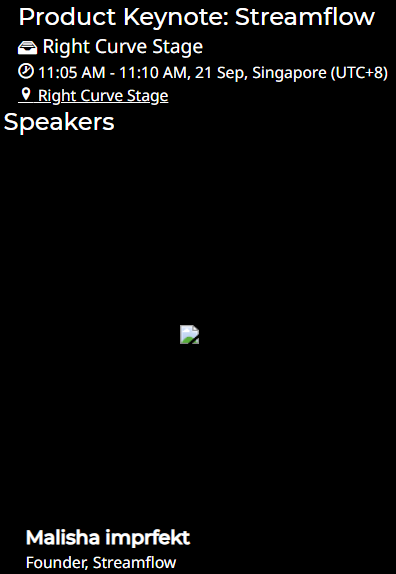 Product Keynote: Streamflow
Right Curve Stage
11:05 AM - 11:10 AM, 21 Sep, Singapore (UTC+8)
Right Curve Stage
Speakers
Malisha imprfekt
Founder, Streamflow